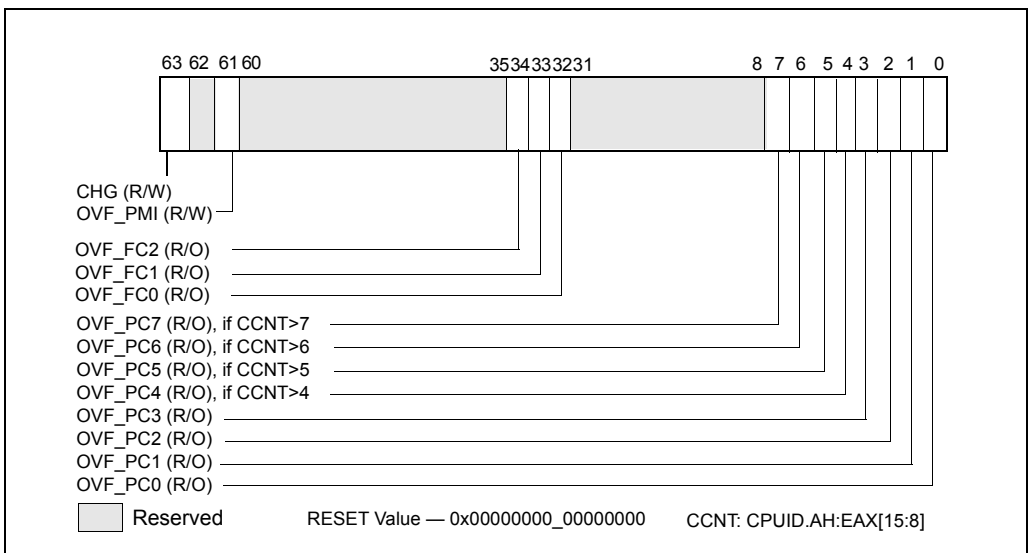 63 62 61 60 35 34 33 32 31 8 7 6 5 4 3 2 1 0
CHG (R/W)
OVF_PMI (R/W)
OVF_FC2 (R/O)
OVF_FC1 (R/O)
OVF_FC0 (R/O)
OVF_PC7 (R/O), if CCNT>7
OVF_PC6 (R/O), if CCNT>6
OVF_PC5 (R/O), if CCNT>5
OVF_PC4 (R/O), if CCNT>4
OVF_PC3 (R/O)
OVF_PC2 (R/O)
OVF_PC1 (R/O)
OVF_PC0 (R/O)
Reserved RESET Value — 0x00000000_00000000 CCNT: CPUID.AH:EAX[15:8]